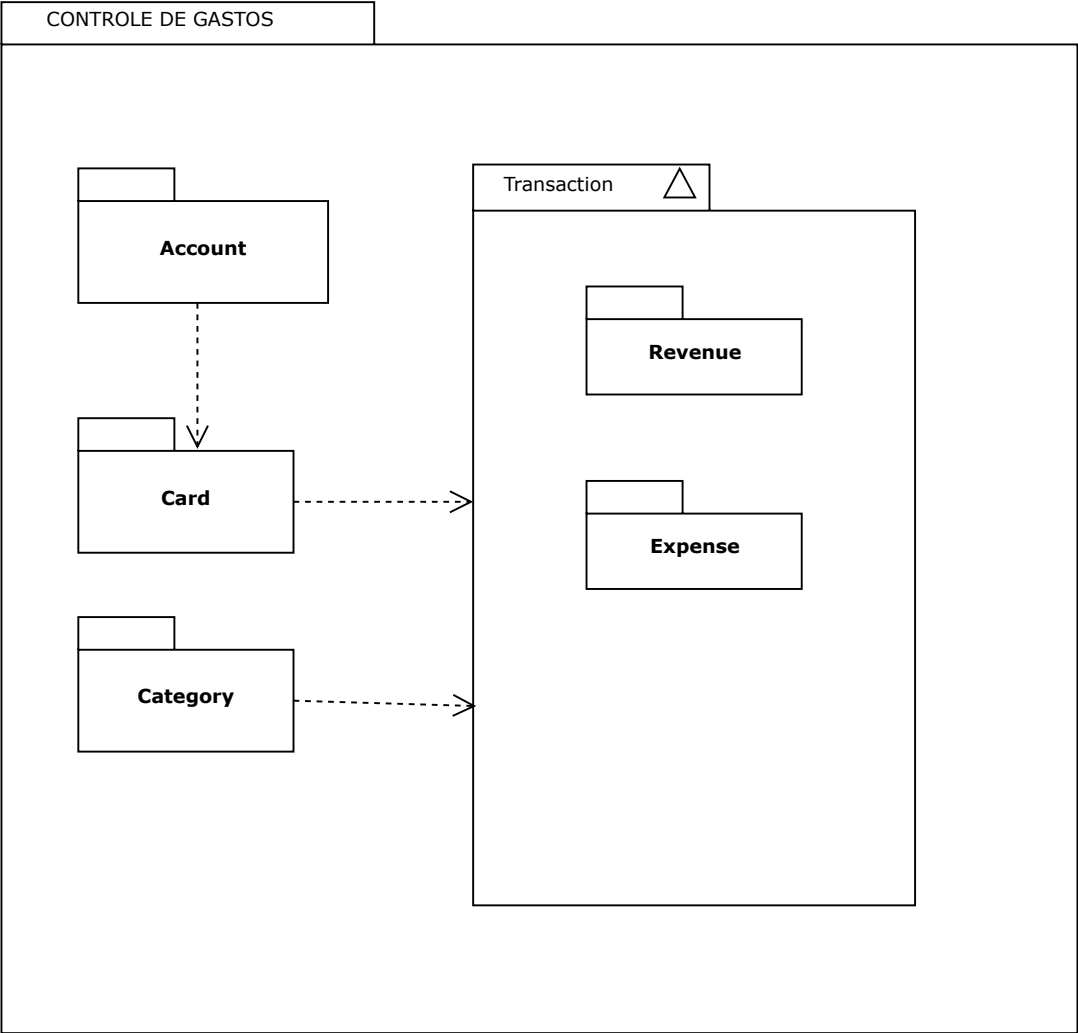 CONTROLE DE GASTOS
Transaction
Account
Revenue
Card
Expense
Category